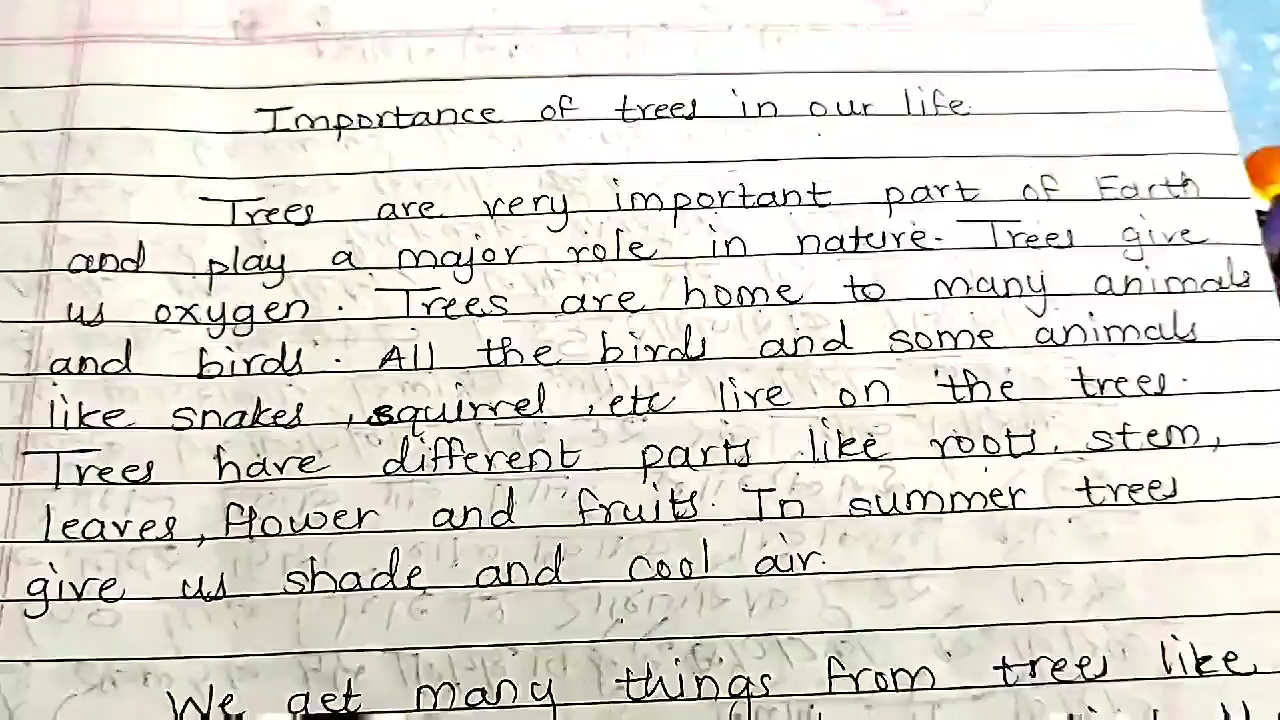 Importance of trees in our life.
Trees are very important part of Earth
and play a major role in nature. Trees give
us oxygen. Trees are home to many animals
and birds. All the birds and some animals
like snakes, squirrel, etc live on the trees.
Trees have different parts like roots, stem,
leaves, flower and fruits. In summer trees
give us shade and cool air.
We get many things from trees like